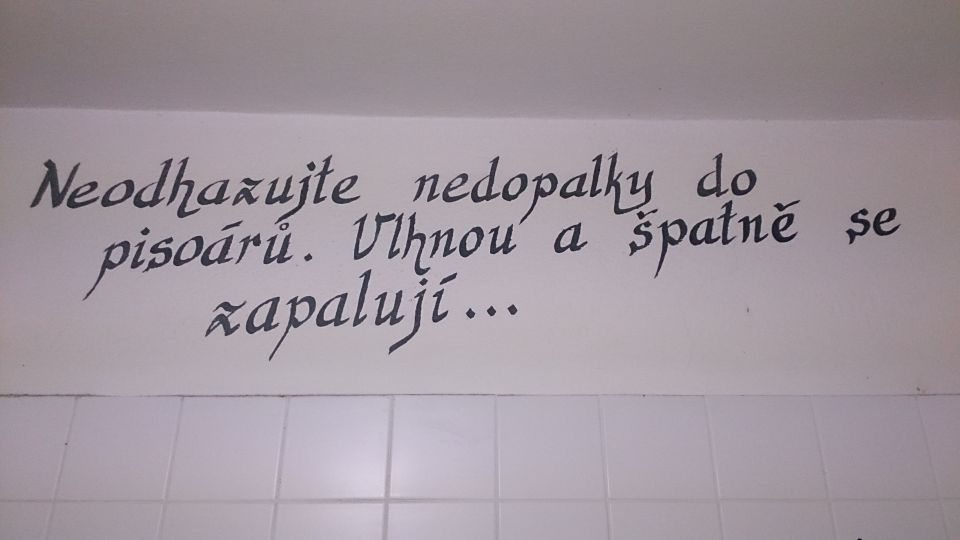 Neodhazujte nedopalky do
pisoárů. Vlhnou a špatně se
zapalují...